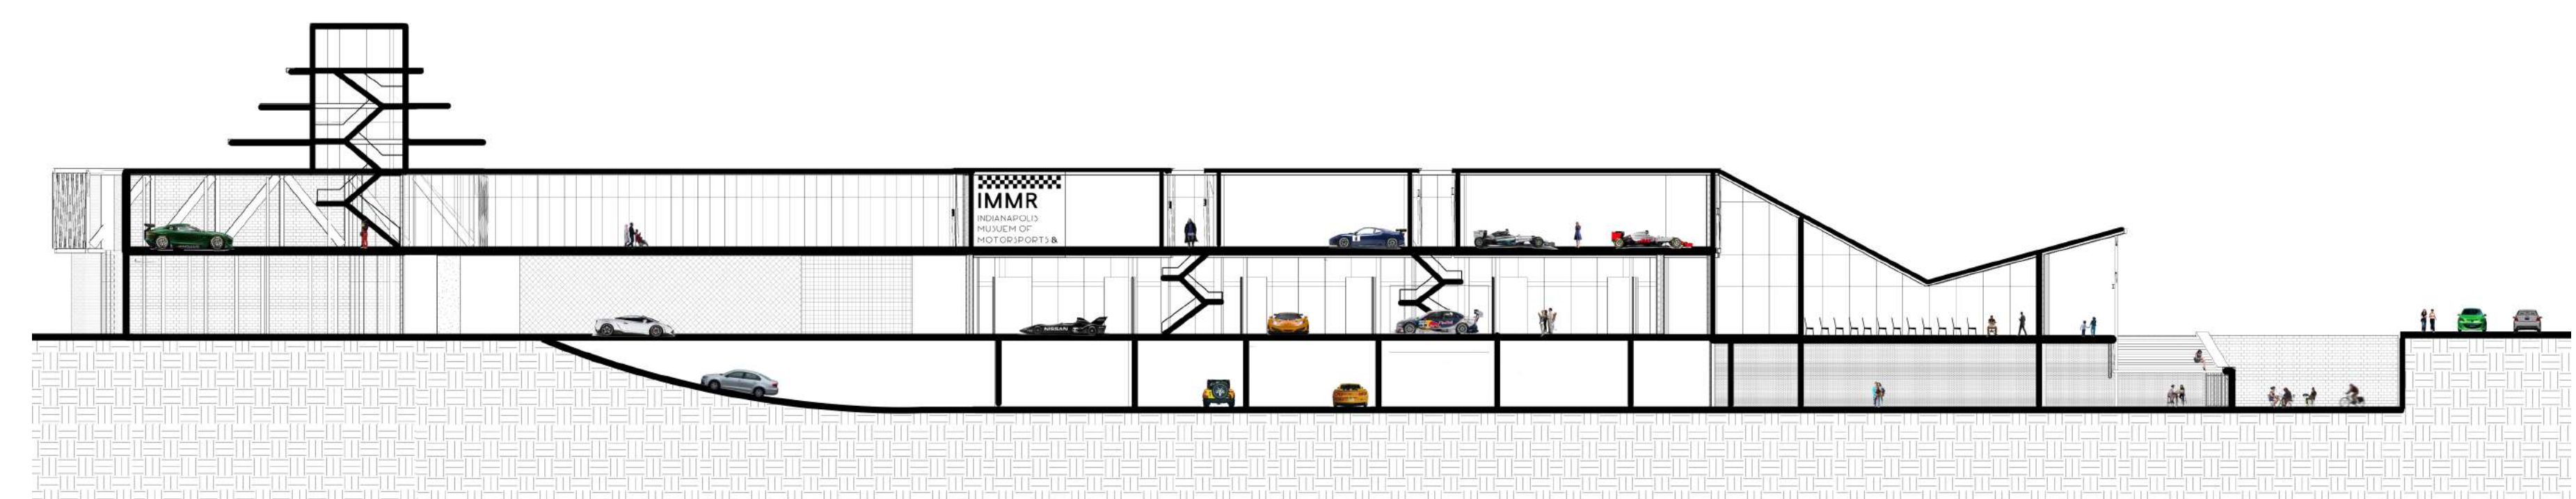 IMMR
INDIANAPOLIS
MUSUEM OF
MOTORSPORTS &
NISSAN